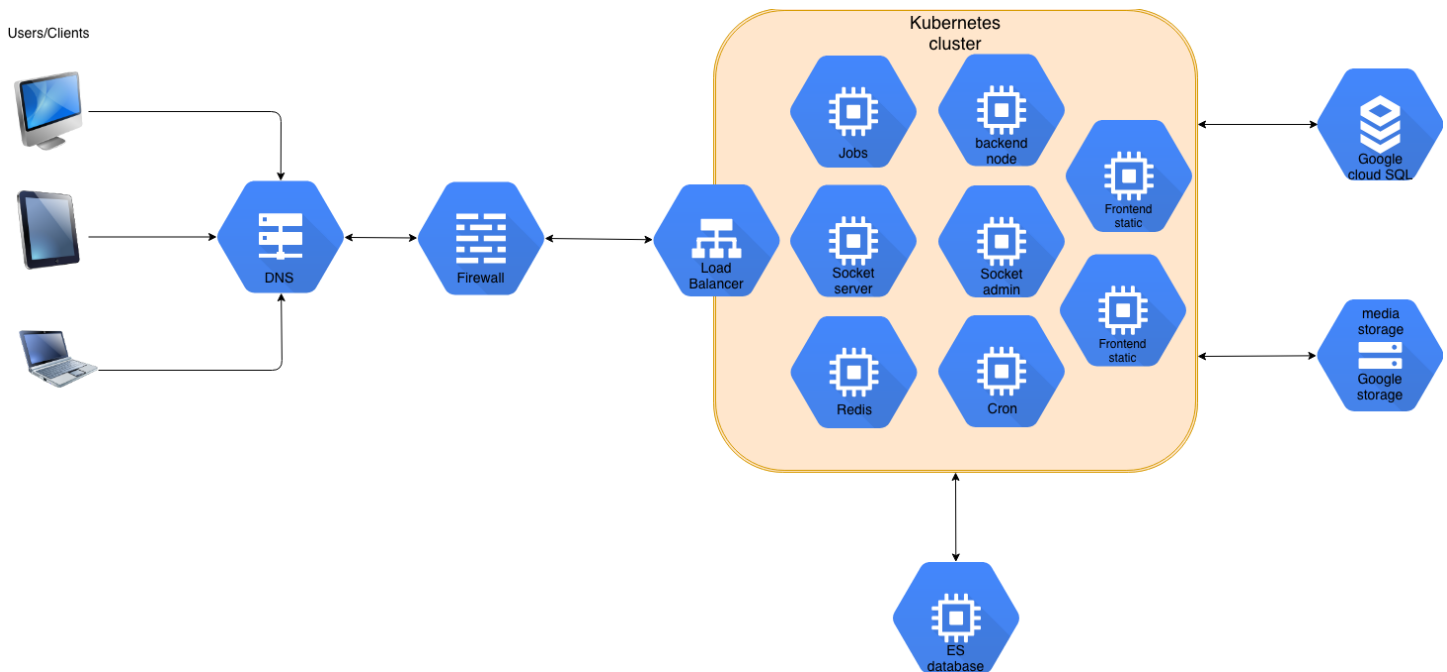 Users/Clients
Kubernetes
cluster
Jobs
backend
node
Frontend
static
Google
cloud SQL
DNS
Firewall
Load
Balancer
Socket
server
Socket
admin
Frontend
static
media
storage
Google
storage
Redis
Cron
ES
database